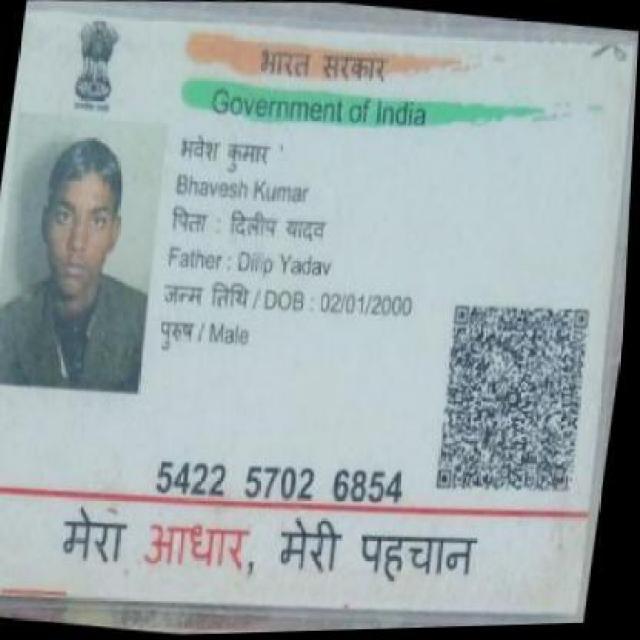 भारत सरकार
Government of India
भवेश कुमार
Bhavesh Kumar
पिता : दिलीप यादव
Father : Dilip Yadav
जन्म तिथि / DOB : 02/01/2000
पुरुष / Male
5422 5702 6854
मेरा आधार, मेरी पहचान